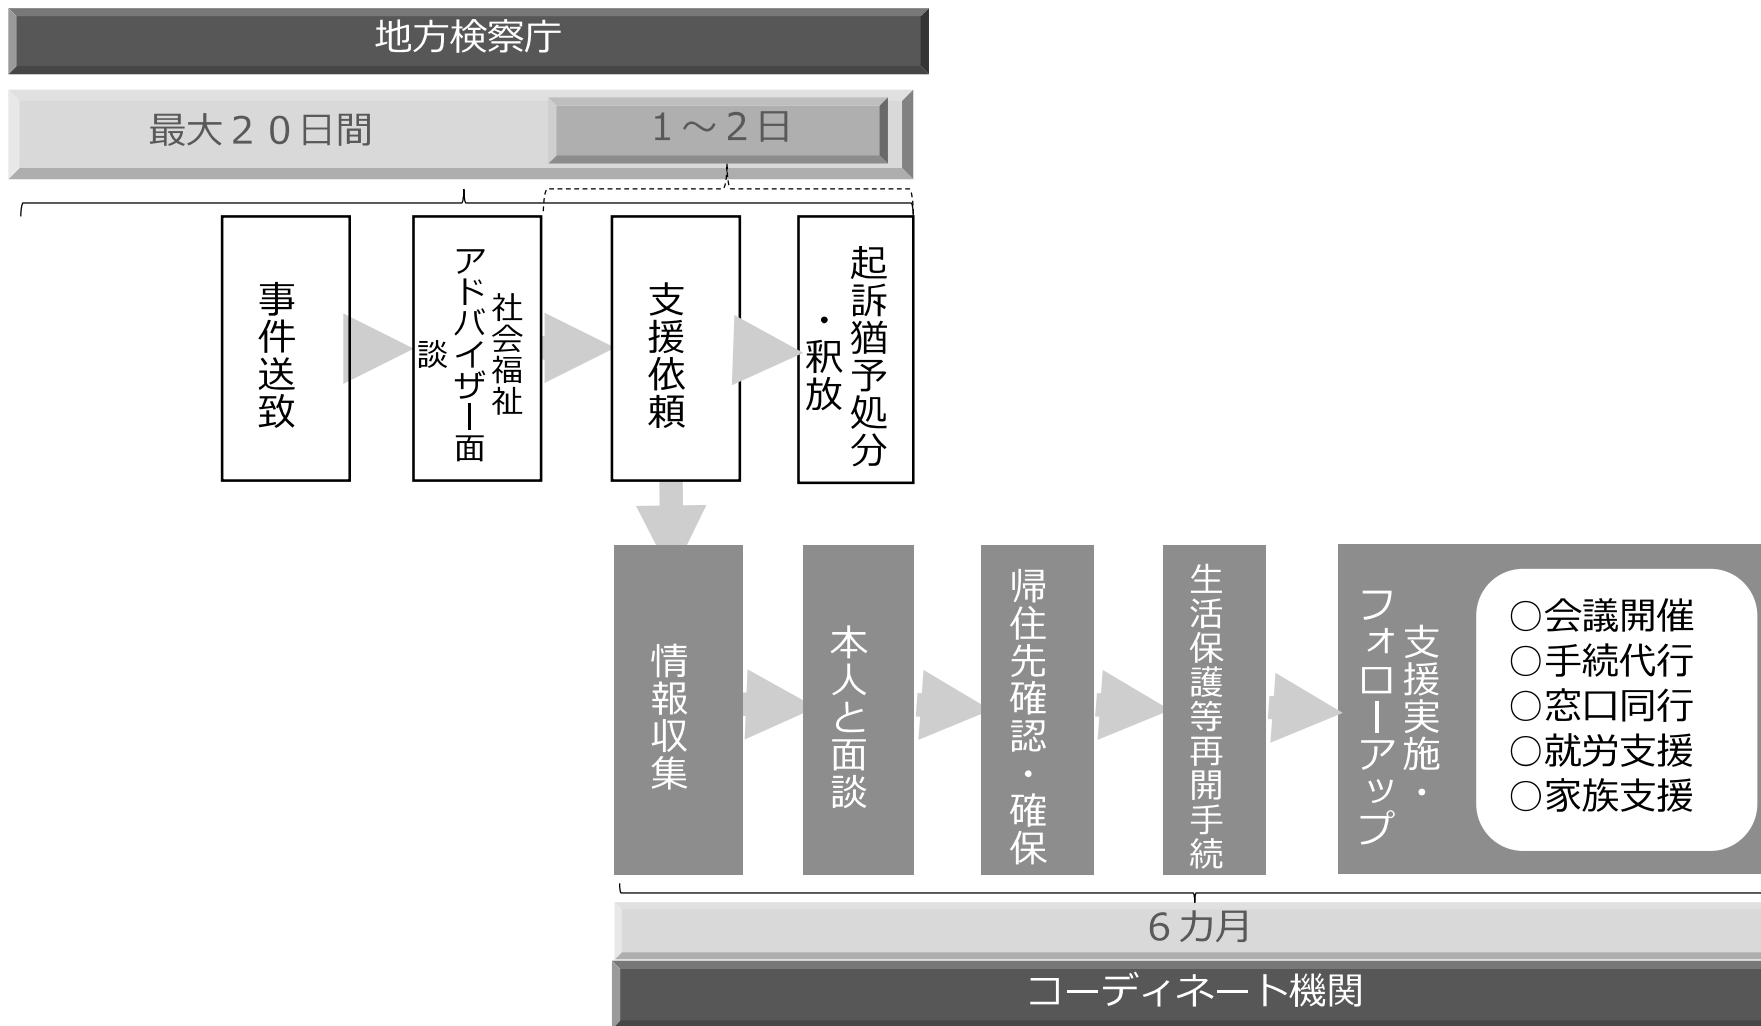 地方検察庁
最大２０日間
１～２日
事件送致
社会福祉
アドバイザー面
談
支援依頼
起訴猶予処分
・釈放
情報収集
本人と面談
帰住先確認・確保
生活保護等再開手続
支援実施・
フォローアップ
○会議開催
○手続代行
○窓口同行
○就労支援
○家族支援
６カ月
コーディネート機関